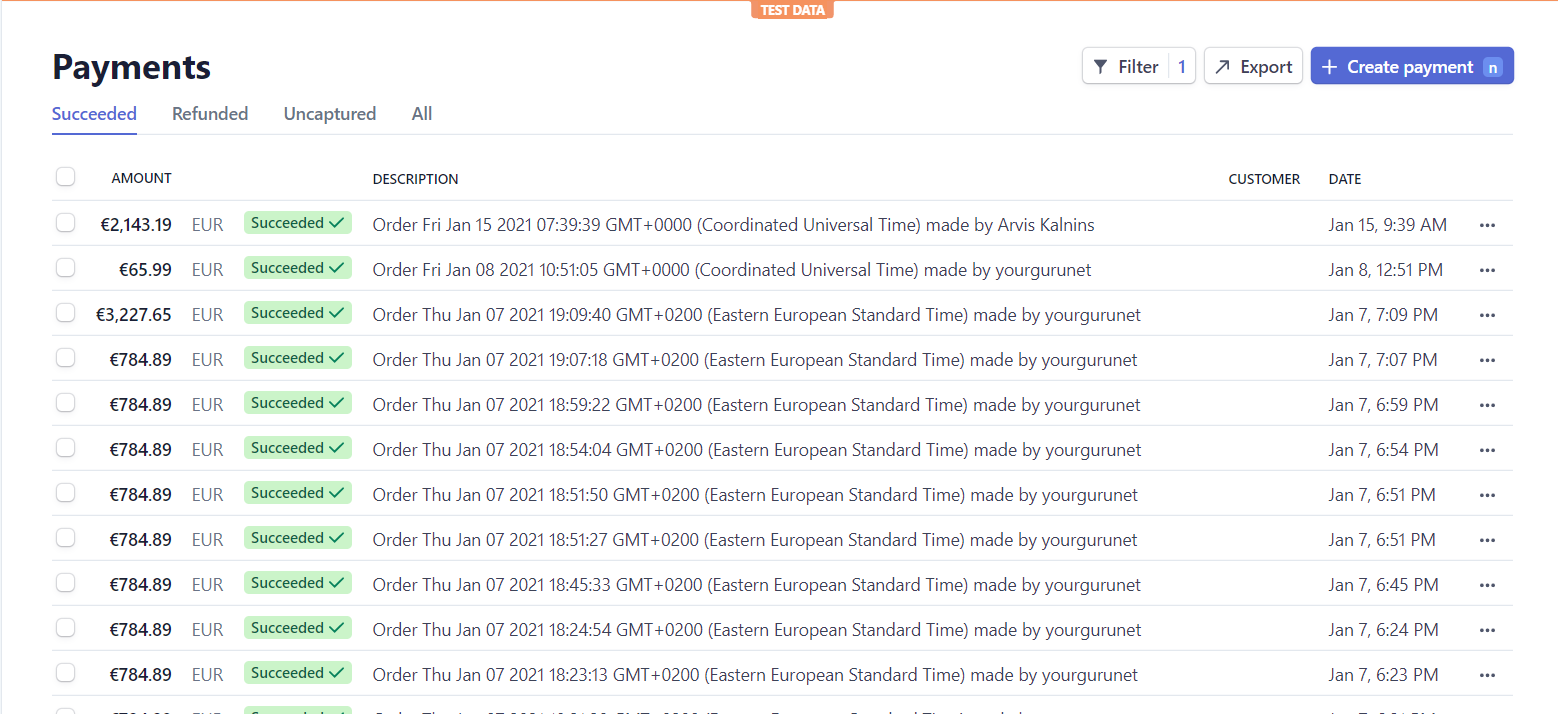 TEST DATA
Payments
Filter 1 Export + Create payment n
Succeeded Refunded Uncaptured All
AMOUNT DESCRIPTION CUSTOMER DATE
€2,143.19 EUR Succeeded ✓ Order Fri Jan 15 2021 07:39:39 GMT+0000 (Coordinated Universal Time) made by Arvis Kalnins Jan 15, 9:39 AM •••
€65.99 EUR Succeeded ✓ Order Fri Jan 08 2021 10:51:05 GMT+0000 (Coordinated Universal Time) made by yourgurunet Jan 8, 12:51 PM •••
€3,227.65 EUR Succeeded ✓ Order Thu Jan 07 2021 19:09:40 GMT+0200 (Eastern European Standard Time) made by yourgurunet Jan 7, 7:09 PM •••
€784.89 EUR Succeeded ✓ Order Thu Jan 07 2021 19:07:18 GMT+0200 (Eastern European Standard Time) made by yourgurunet Jan 7, 7:07 PM •••
€784.89 EUR Succeeded ✓ Order Thu Jan 07 2021 18:59:22 GMT+0200 (Eastern European Standard Time) made by yourgurunet Jan 7, 6:59 PM •••
€784.89 EUR Succeeded ✓ Order Thu Jan 07 2021 18:54:04 GMT+0200 (Eastern European Standard Time) made by yourgurunet Jan 7, 6:54 PM •••
€784.89 EUR Succeeded ✓ Order Thu Jan 07 2021 18:51:50 GMT+0200 (Eastern European Standard Time) made by yourgurunet Jan 7, 6:51 PM •••
€784.89 EUR Succeeded ✓ Order Thu Jan 07 2021 18:51:27 GMT+0200 (Eastern European Standard Time) made by yourgurunet Jan 7, 6:51 PM •••
€784.89 EUR Succeeded ✓ Order Thu Jan 07 2021 18:45:33 GMT+0200 (Eastern European Standard Time) made by yourgurunet Jan 7, 6:45 PM •••
€784.89 EUR Succeeded ✓ Order Thu Jan 07 2021 18:24:54 GMT+0200 (Eastern European Standard Time) made by yourgurunet Jan 7, 6:24 PM •••
€784.89 EUR Succeeded ✓ Order Thu Jan 07 2021 18:23:13 GMT+0200 (Eastern European Standard Time) made by yourgurunet Jan 7, 6:23 PM •••